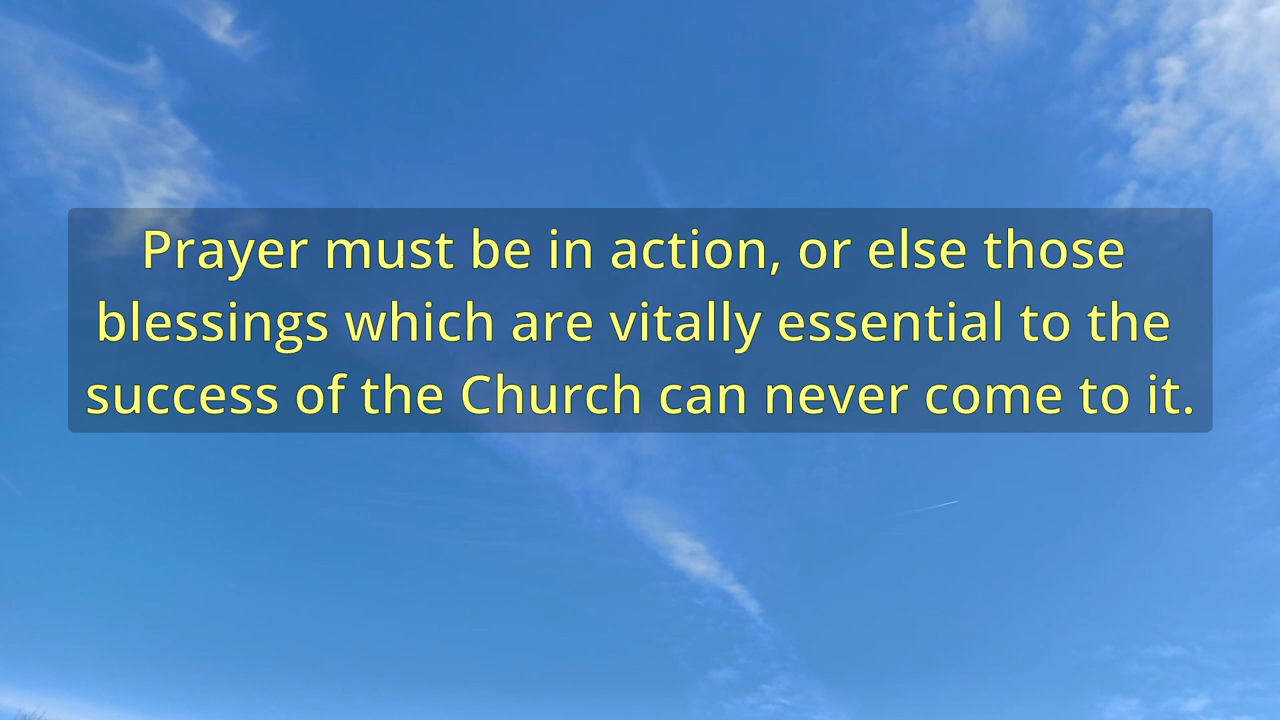 Prayer must be in action, or else those
blessings which are vitally essential to the
success of the Church can never come to it.